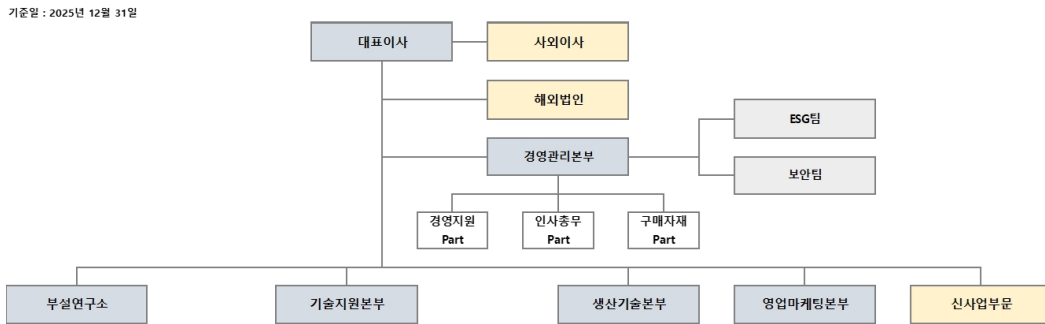 기준일 : 2025년 12월 31일
대표이사
사외이사
해외법인
ESG팀
경영관리본부
보안팀
경영지원
Part
인사총무
Part
구매자재
Part
부설연구소
기술지원본부
생산기술본부
영업마케팅본부
신사업부문